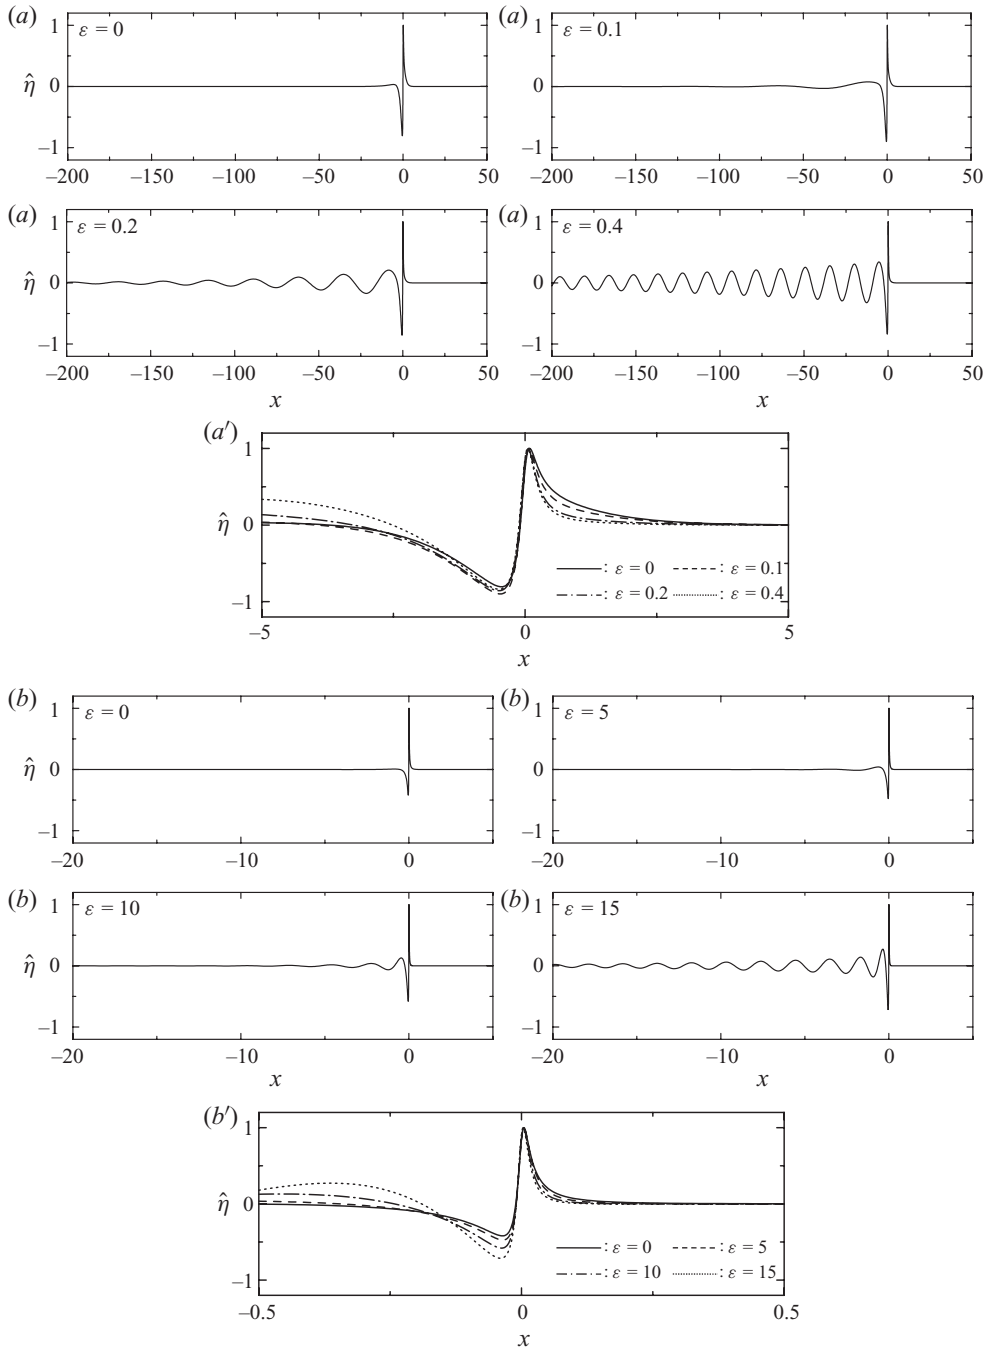 (a)
ε = 0
1
η̂ 0
–1
–200 –150 –100 –50 0 50
(a)
ε = 0.1
1
0
–1
–200 –150 –100 –50 0 50
(a)
ε = 0.2
1
η̂ 0
–1
–200 –150 –100 –50 0 50
x
(a)
ε = 0.4
1
0
–1
–200 –150 –100 –50 0 50
x
(a′)
1
η̂ 0
–1
: ε = 0 : ε = 0.1
: ε = 0.2 : ε = 0.4
–5 0 5
x
(b)
ε = 0
1
η̂ 0
–1
–20 –10 0
(b)
ε = 5
1
0
–1
–20 –10 0
(b)
ε = 10
1
η̂ 0
–1
–20 –10 0
x
(b)
ε = 15
1
0
–1
–20 –10 0
x
(b′)
1
η̂ 0
–1
: ε = 0 : ε = 5
: ε = 10 : ε = 15
–0.5 0 0.5
x